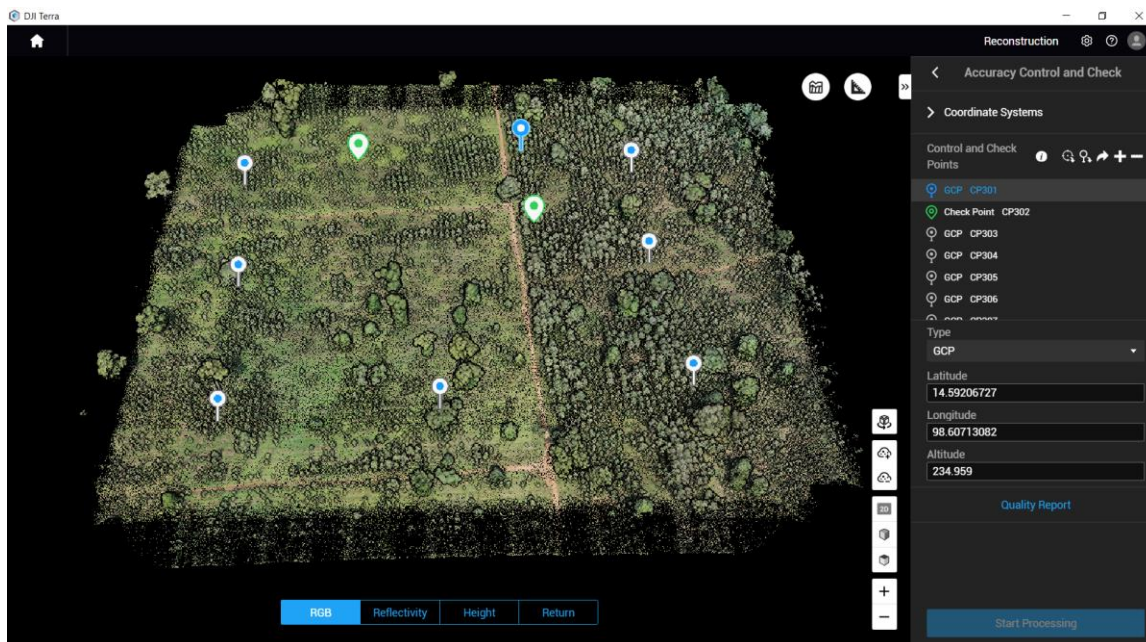 DJI Terra
Reconstruction
Accuracy Control and Check
Coordinate Systems
Control and Check
Points
GCP CP301
Check Point CP302
GCP CP303
GCP CP304
GCP CP305
GCP CP306
GCP CP307
Type
GCP
Latitude
14.59206727
Longitude
98.60713082
Altitude
234.959
Quality Report
2D
RGB
Reflectivity
Height
Return
Start Processing